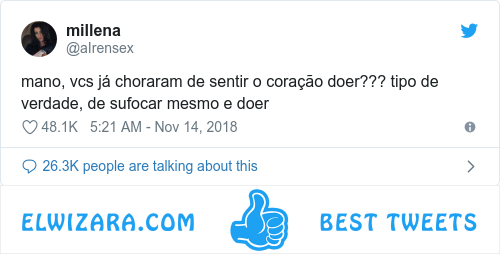 millena
@alrensex
mano, vcs já choraram de sentir o coração doer??? tipo de
verdade, de sufocar mesmo e doer
48.1K 5:21 AM - Nov 14, 2018
26.3K people are talking about this
ELWIZARA.COM BEST TWEETS